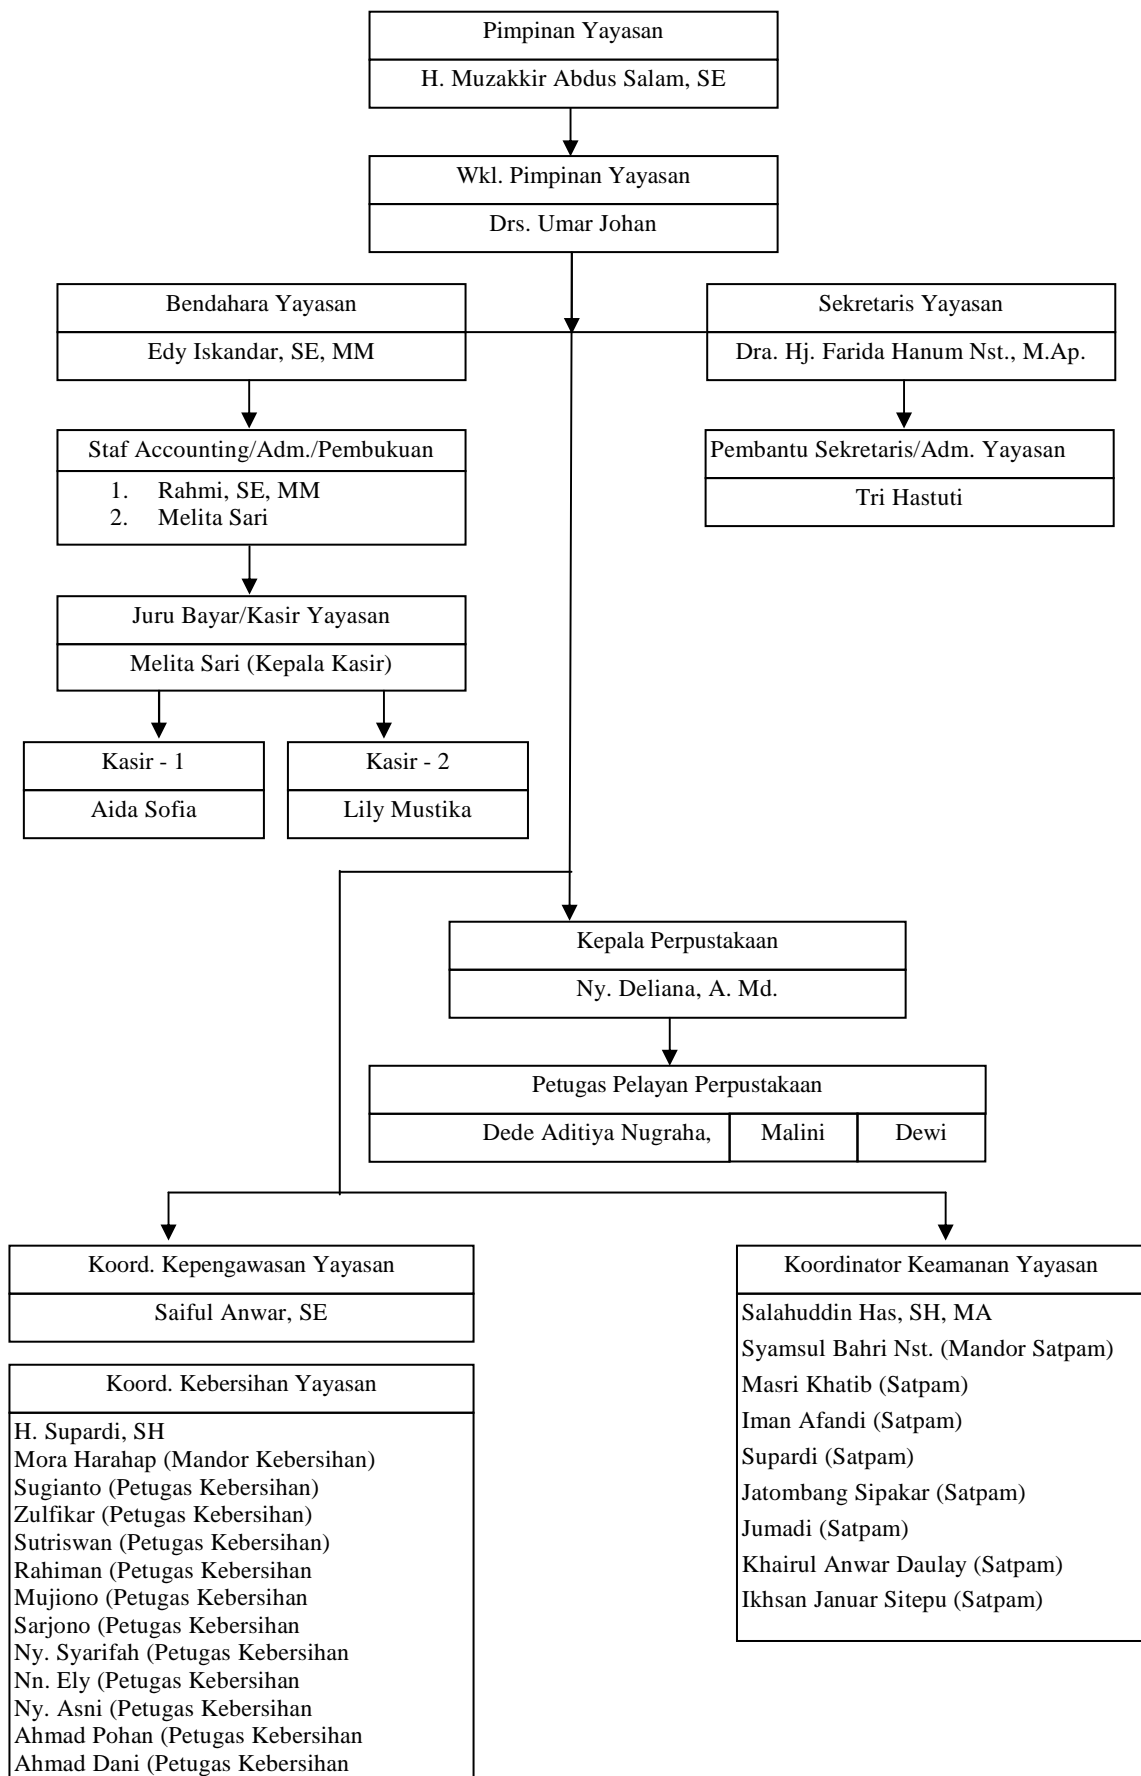 Pimpinan Yayasan
H. Muzakkir Abdus Salam, SE
Wkl. Pimpinan Yayasan
Drs. Umar Johan
Bendahara Yayasan
Edy Iskandar, SE, MM
Sekretaris Yayasan
Dra. Hj. Farida Hanum Nst., M.Ap.
Staf Accounting/Adm./Pembukuan
1. Rahmi, SE, MM
2. Melita Sari
Pembantu Sekretaris/Adm. Yayasan
Tri Hastuti
Juru Bayar/Kasir Yayasan
Melita Sari (Kepala Kasir)
Kasir - 1
Aida Sofia
Kasir - 2
Lily Mustika
Kepala Perpustakaan
Ny. Deliana, A. Md.
Petugas Pelayan Perpustakaan
Dede Aditiya Nugraha, Malini Dewi
Koord. Kepengawasan Yayasan
Saiful Anwar, SE
Koord. Kebersihan Yayasan
H. Supardi, SH
Mora Harahap (Mandor Kebersihan)
Sugianto (Petugas Kebersihan)
Zulfikar (Petugas Kebersihan)
Sutriswan (Petugas Kebersihan)
Rahiman (Petugas Kebersihan
Mujiono (Petugas Kebersihan
Sarjono (Petugas Kebersihan
Ny. Syarifah (Petugas Kebersihan
Nn. Ely (Petugas Kebersihan
Ny. Asni (Petugas Kebersihan
Ahmad Pohan (Petugas Kebersihan
Ahmad Dani (Petugas Kebersihan
Koordinator Keamanan Yayasan
Salahuddin Has, SH, MA
Syamsul Bahri Nst. (Mandor Satpam)
Masri Khatib (Satpam)
Iman Afandi (Satpam)
Supardi (Satpam)
Jatombang Sipakar (Satpam)
Jumadi (Satpam)
Khairul Anwar Daulay (Satpam)
Ikhsan Januar Sitepu (Satpam)